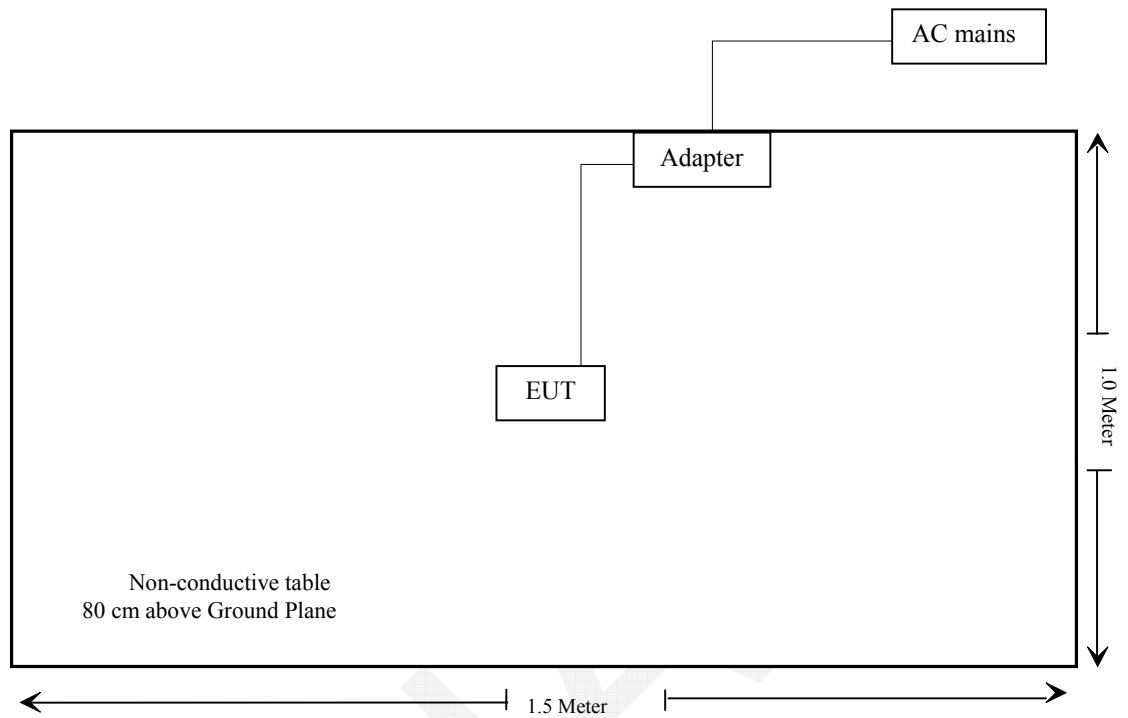 AC mains
Adapter
EUT
1.0 Meter
Non-conductive table
80 cm above Ground Plane
1.5 Meter